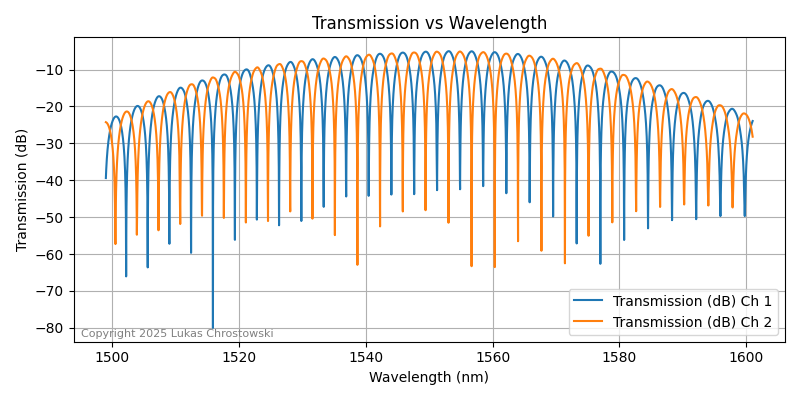 Transmission vs Wavelength
Transmission (dB)
−10
−20
−30
−40
−50
−60
−70
−80
Copyright 2025 Lukas Chrostowski
Transmission (dB) Ch 1
Transmission (dB) Ch 2
1500 1520 1540 1560 1580 1600
Wavelength (nm)